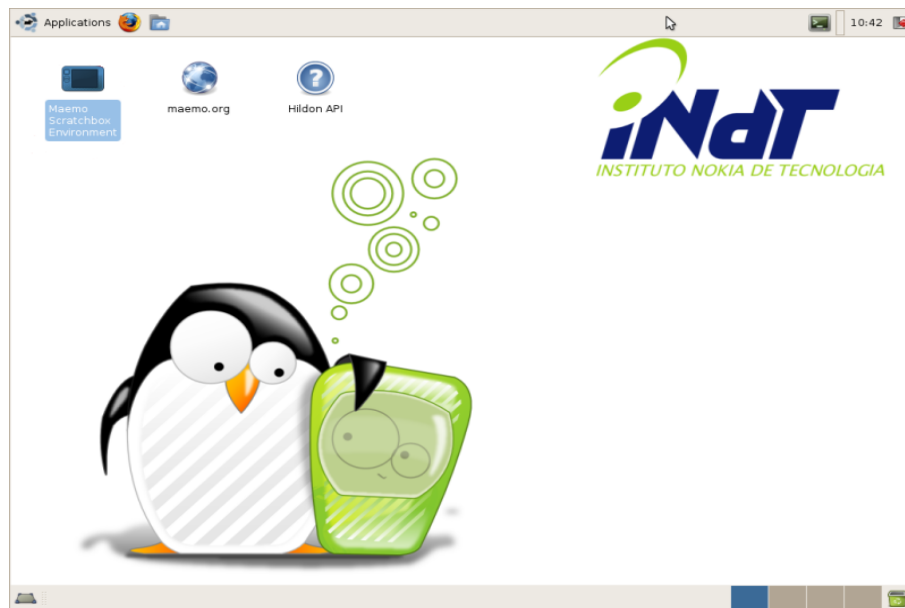 Applications
10:42
Maemo
Scratchbox
Environment
maemo.org
Hildon API
iNdT
INSTITUTO NOKIA DE TECNOLOGIA